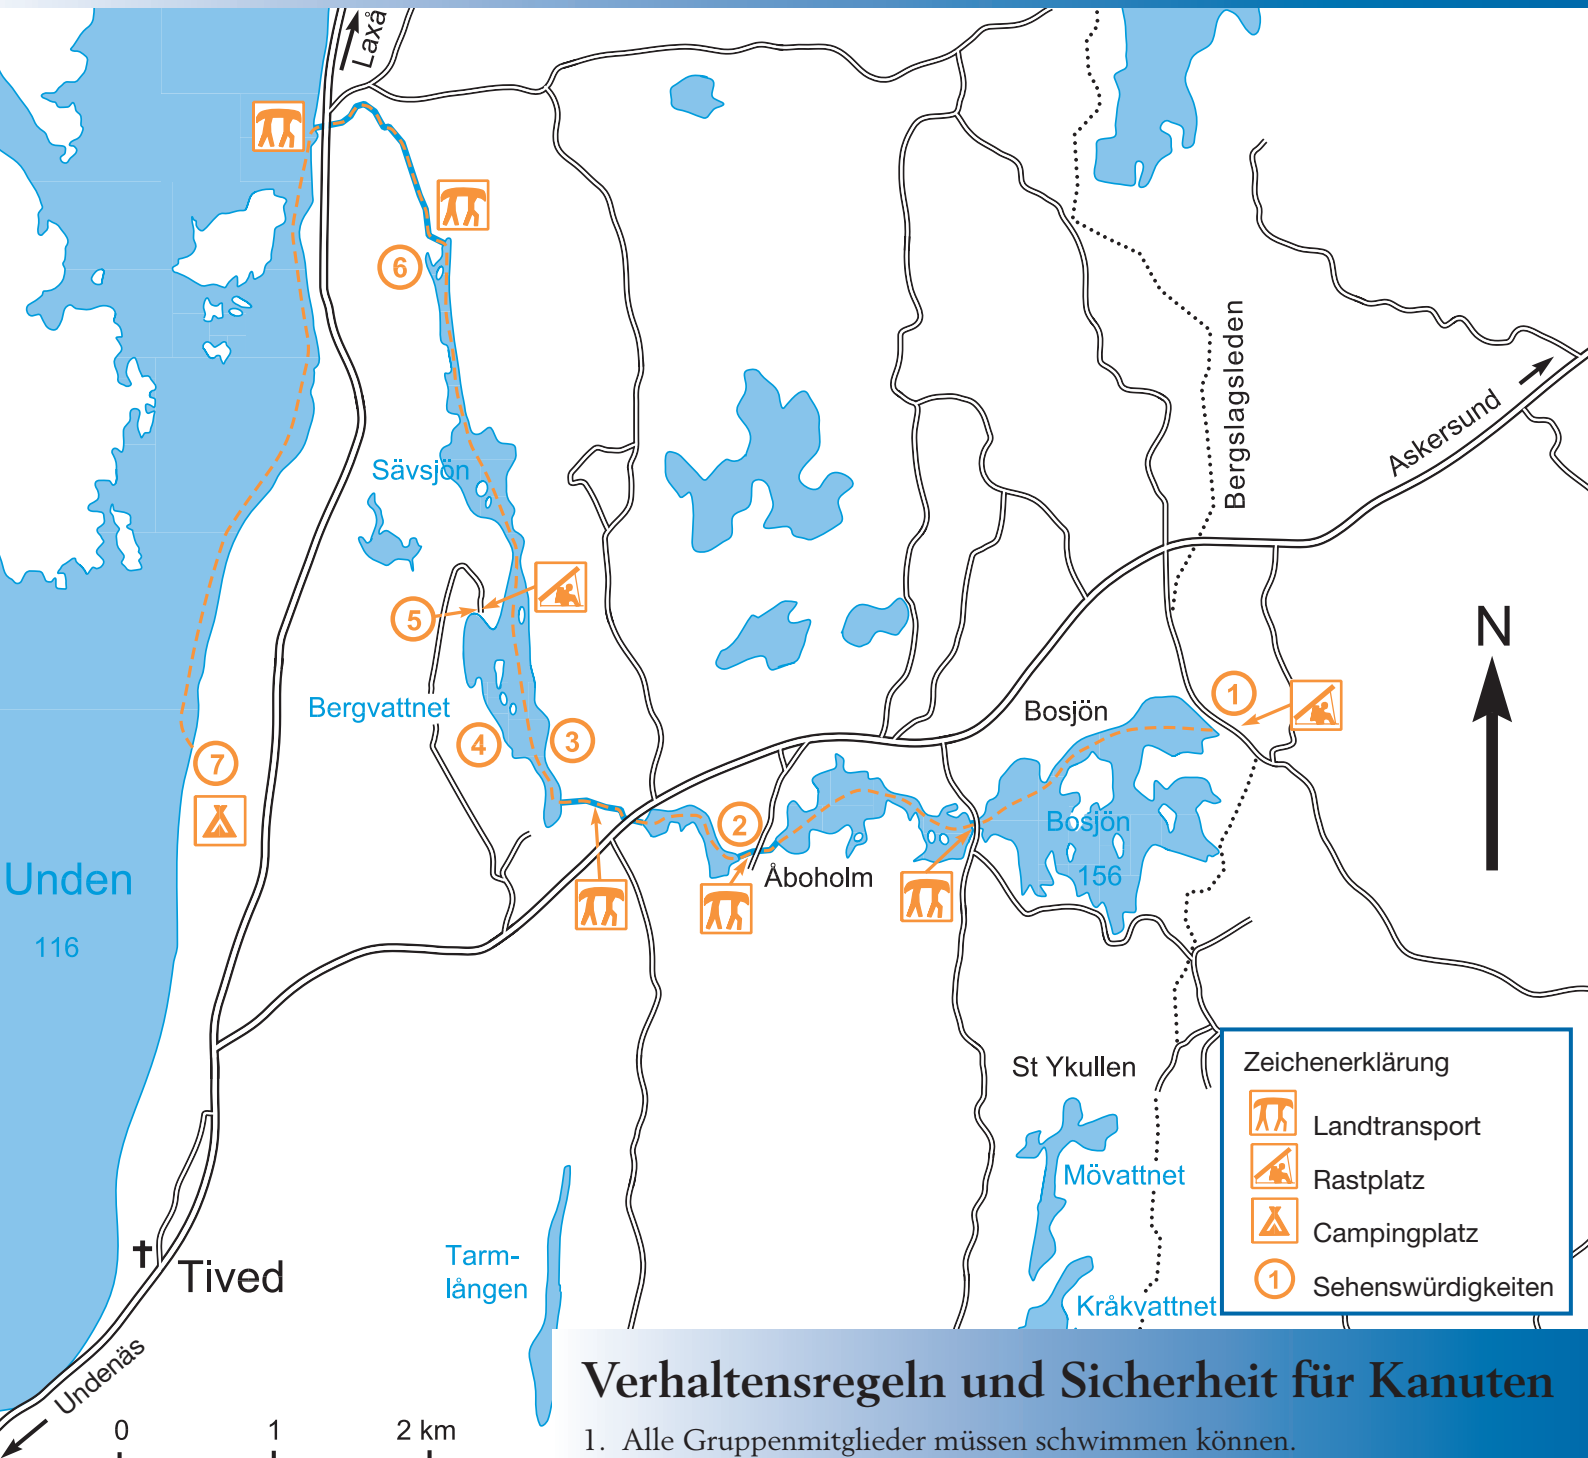 Laxå
6
Sävsjön
Bergslagsleden
Askersund
5
N
Bergvattnet
4
3
1
Bosjön
7
2
Bosjön
156
Åboholm
Unden
116
St Ykullen
Mövattnet
Kråkvattnet
Tarm-
lången
Tived
Undenäs
0 1 2 km
Zeichenerklärung
Landtransport
Rastplatz
Campingplatz
1 Sehenswürdigkeiten
Verhaltensregeln und Sicherheit für Kanuten
1. Alle Gruppenmitglieder müssen schwimmen können.